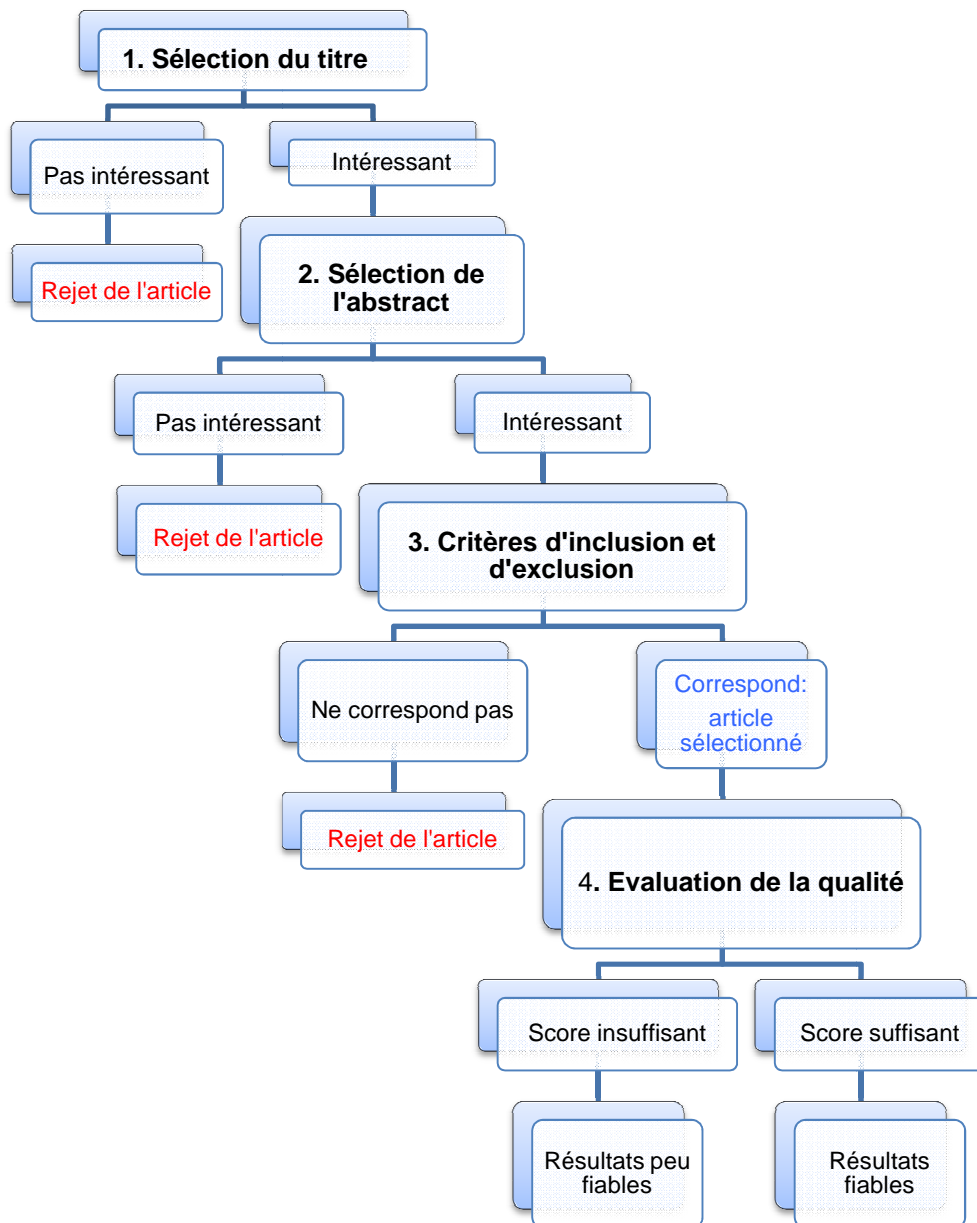 1. Sélection du titre
Pas intéressant
Intéressant
Rejet de l'article
2. Sélection de
l'abstract
Pas intéressant
Intéressant
Rejet de l'article
3. Critères d'inclusion et
d'exclusion
Ne correspond pas
Correspond:
article
sélectionné
Rejet de l'article
4. Evaluation de la qualité
Score insuffisant
Score suffisant
Résultats peu
fiables
Résultats
fiables